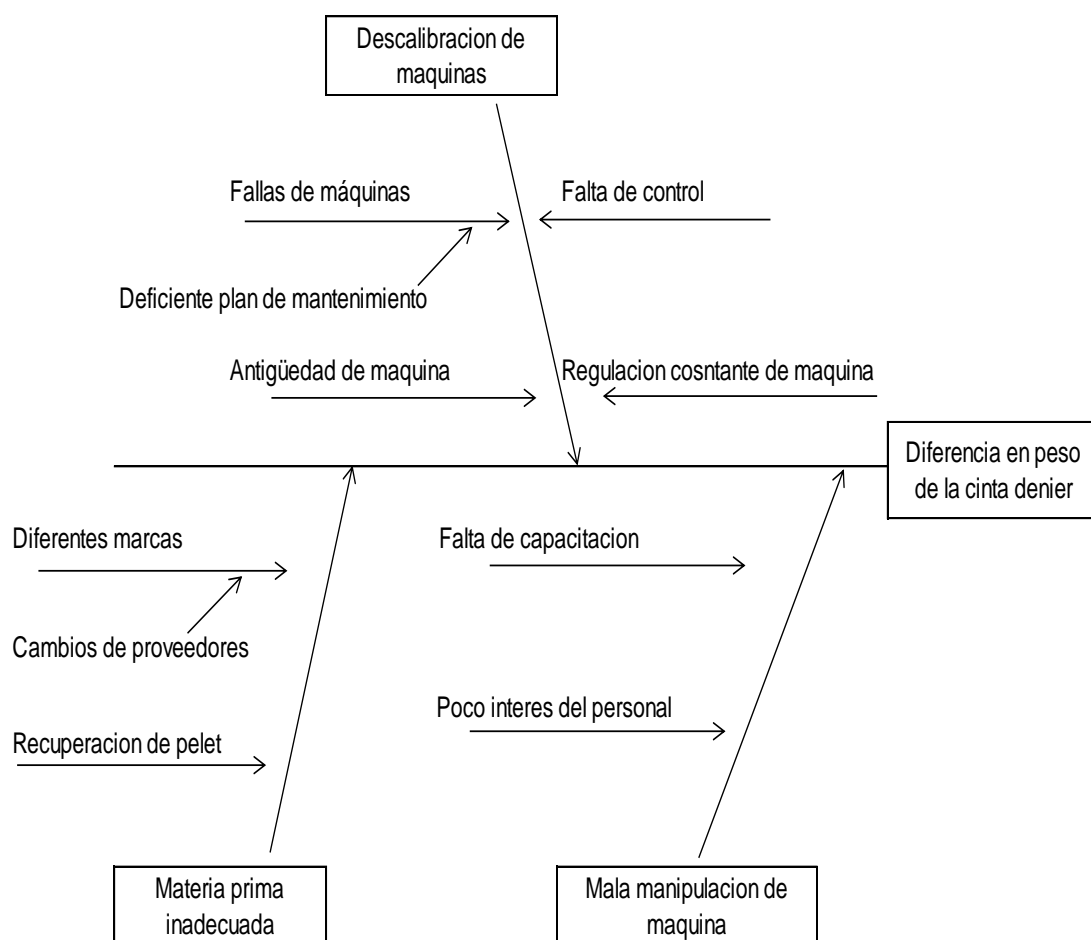 Descalibracion de
maquinas
Fallas de máquinas
Falta de control
Deficiente plan de mantenimiento
Antigüedad de maquina
Regulacion cosntante de maquina
Diferencia en peso
de la cinta denier
Diferentes marcas
Falta de capacitacion
Cambios de proveedores
Poco interes del personal
Recuperacion de pelet
Materia prima
inadecuada
Mala manipulacion de
maquina